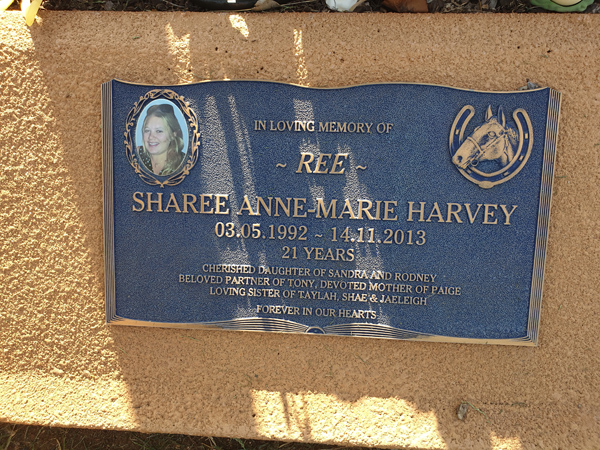 IN LOVING MEMORY OF
~ REE ~
SHAREE ANNE-MARIE HARVEY
03.05.1992 ~ 14.11.2013
21 YEARS
CHERISHED DAUGHTER OF SANDRA AND RODNEY
BELOVED PARTNER OF TONY, DEVOTED MOTHER OF PAIGE
LOVING SISTER OF TAYLAH, SHAE & JAELEIGH
FOREVER IN OUR HEARTS